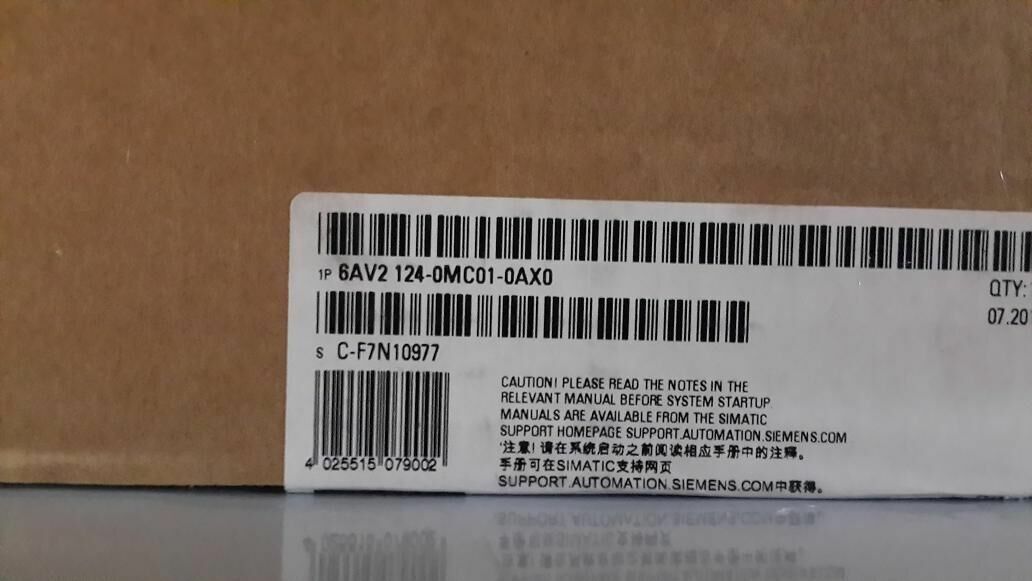 1P 6AV2 124-0MC01-0AX0
QTY:
07.20
S C-F7N10977
CAUTION! PLEASE READ THE NOTES IN THE
RELEVANT MANUAL BEFORE SYSTEM STARTUP.
MANUALS ARE AVAILABLE FROM THE SIMATIC
SUPPORT HOMEPAGE SUPPORT.AUTOMATION.SIEMENS.COM
'注意! 请在系统启动之前阅读相应手册中的注释。
手册可在SIMATIC支持网页
SUPPORT.AUTOMATION.SIEMENS.COM中获得。
4 025515 079002